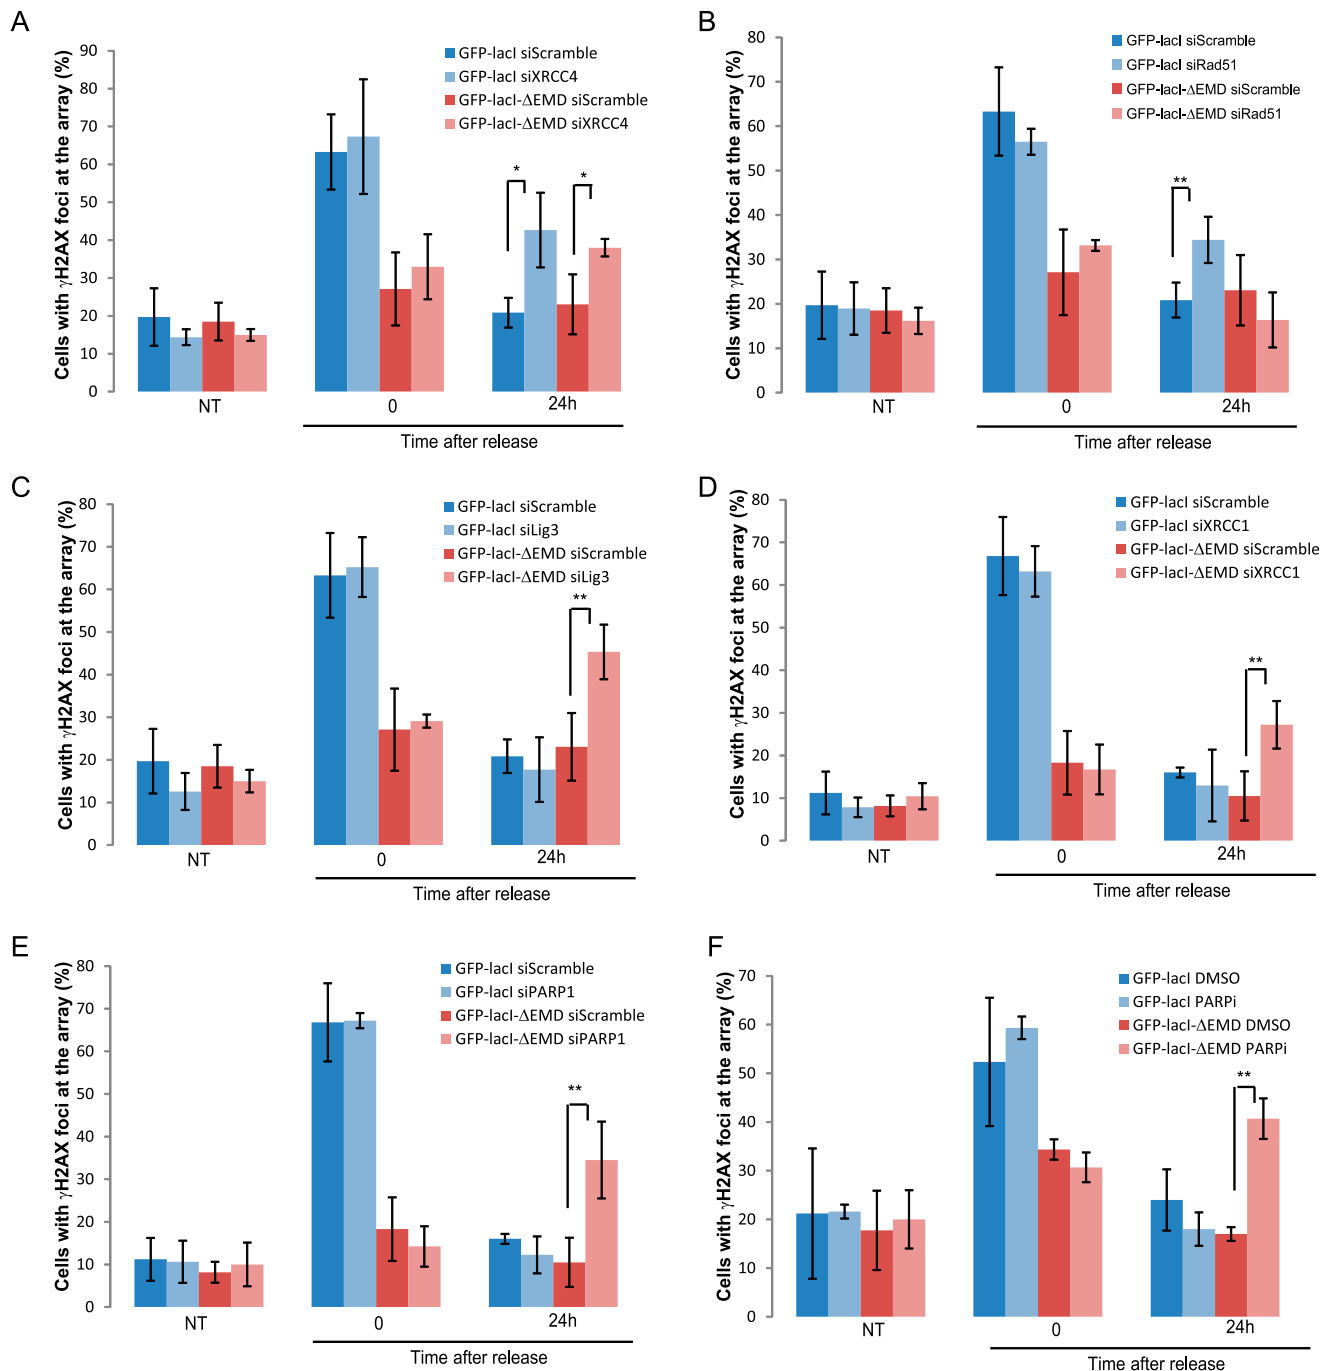 A
Cells with γH2AX foci at the array (%)
90
80
70
60
50
40
30
20
10
0
GFP-lacI siScramble
GFP-lacI siXRCC4
GFP-lacI-ΔEMD siScramble
GFP-lacI-ΔEMD siXRCC4
*
*
NT
0
24h
Time after release
B
Cells with γH2AX foci at the array (%)
80
70
60
50
40
30
20
10
0
GFP-lacI siScramble
GFP-lacI siRad51
GFP-lacI-ΔEMD siScramble
GFP-lacI-ΔEMD siRad51
**
NT
0
24h
Time after release
C
Cells with γH2AX foci at the array (%)
80
70
60
50
40
30
20
10
0
GFP-lacI siScramble
GFP-lacI siLig3
GFP-lacI-ΔEMD siScramble
GFP-lacI-ΔEMD siLig3
**
NT
0
24h
Time after release
D
Cells with γH2AX foci at the array (%)
80
70
60
50
40
30
20
10
0
GFP-lacI siScramble
GFP-lacI siXRCC1
GFP-lacI-ΔEMD siScramble
GFP-lacI-ΔEMD siXRCC1
**
NT
0
24h
Time after release
E
Cells with γH2AX foci at the array (%)
80
70
60
50
40
30
20
10
0
GFP-lacI siScramble
GFP-lacI siPARP1
GFP-lacI-ΔEMD siScramble
GFP-lacI-ΔEMD siPARP1
**
NT
0
24h
Time after release
F
Cells with γH2AX foci at the array (%)
70
60
50
40
30
20
10
0
GFP-lacI DMSO
GFP-lacI PARPi
GFP-lacI-ΔEMD DMSO
GFP-lacI-ΔEMD PARPi
**
NT
0
24h
Time after release